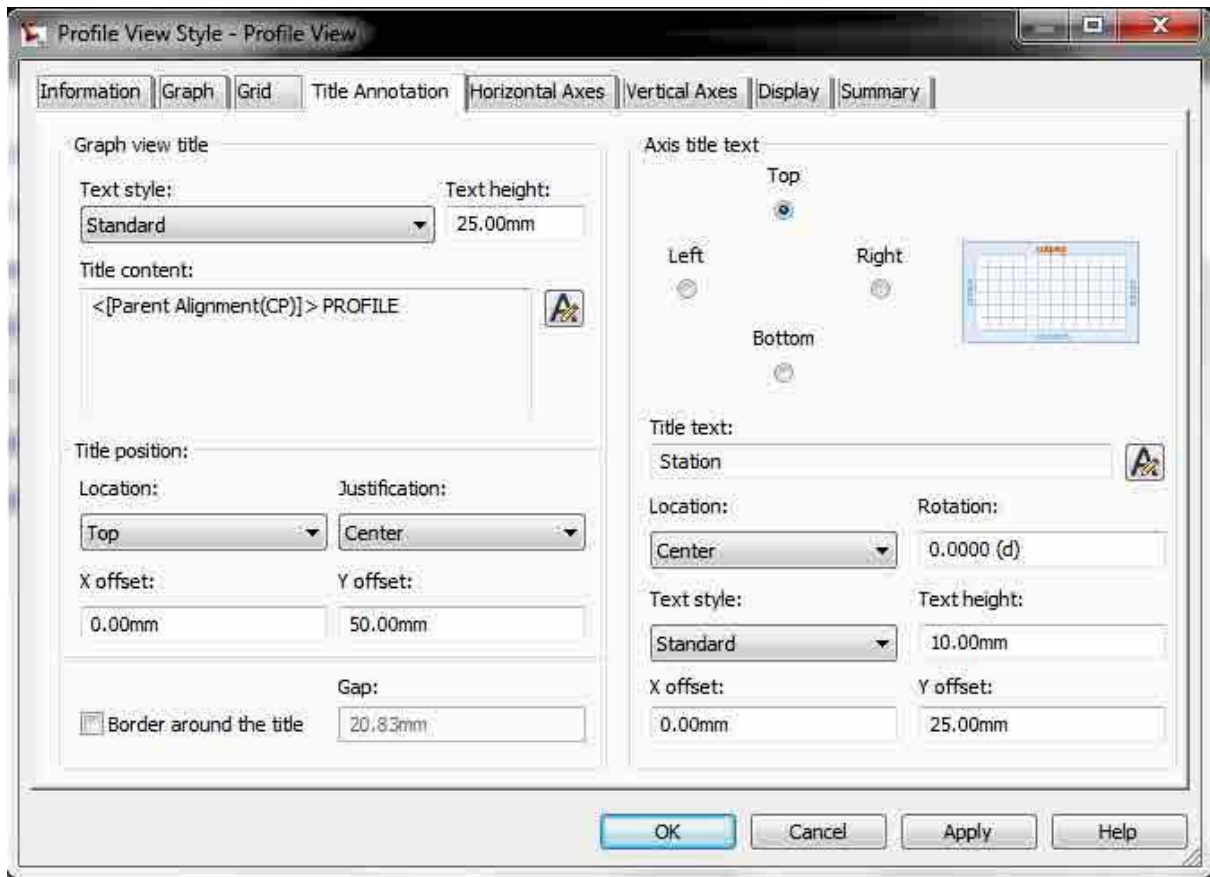 Profile View Style - Profile View
Information Graph Grid Title Annotation Horizontal Axes Vertical Axes Display Summary
Graph view title
Text style:
Text height:
Standard
25.00mm
Title content:
<[Parent Alignment(CP)]> PROFILE
Title position:
Location:
Justification:
Top
Center
X offset:
Y offset:
0.00mm
50.00mm
Gap:
Border around the title
20.83mm
Axis title text
Top
Left
Right
Bottom
Title text:
Station
Location:
Rotation:
Center
0.0000 (d)
Text style:
Text height:
Standard
10.00mm
X offset:
Y offset:
0.00mm
25.00mm
OK
Cancel
Apply
Help